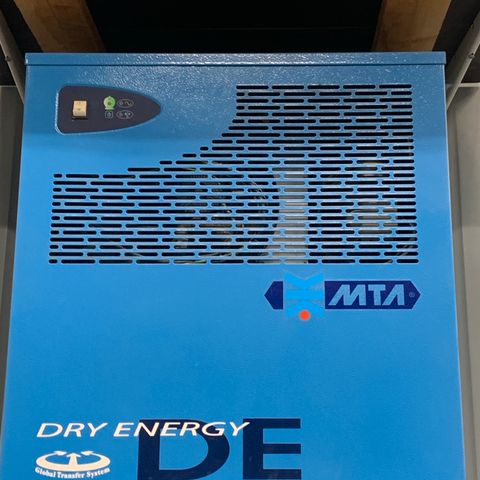 MTA®
DRY ENERGY
DE
Global Transfer System